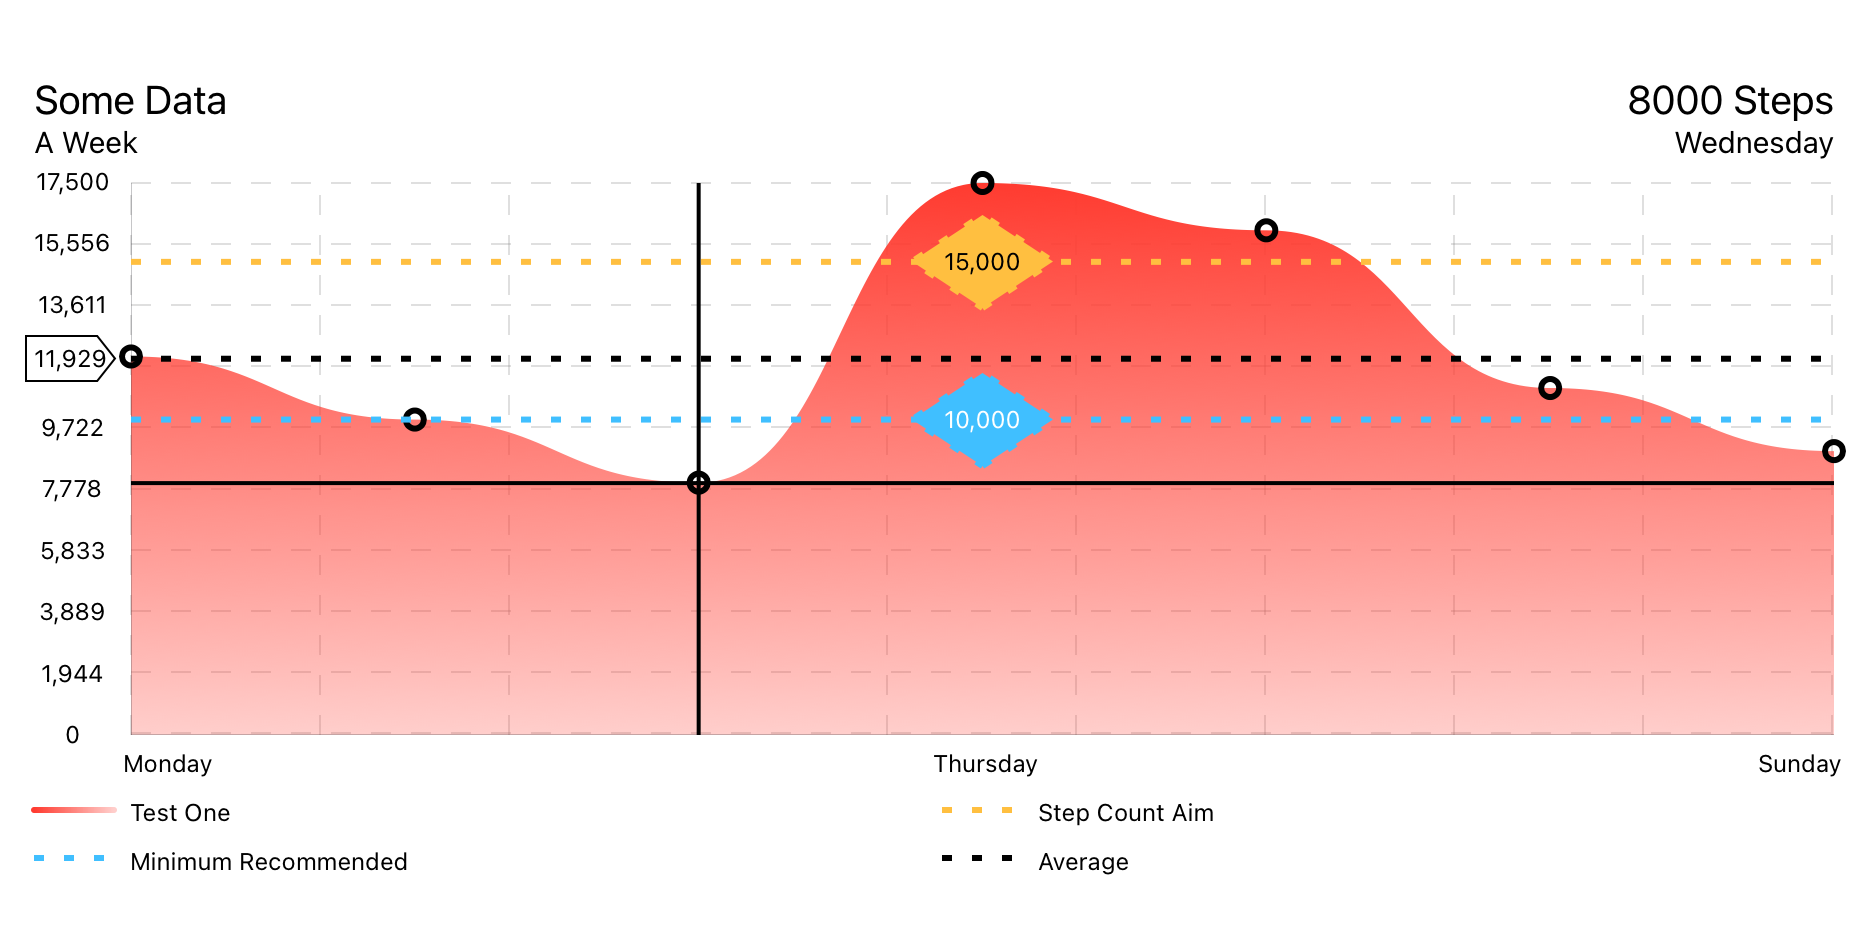 Some Data
A Week
8000 Steps
Wednesday
17,500
15,556
13,611
11,929
9,722
7,778
5,833
3,889
1,944
0
15,000
10,000
Monday
Thursday
Sunday
Test One
Step Count Aim
Minimum Recommended
Average